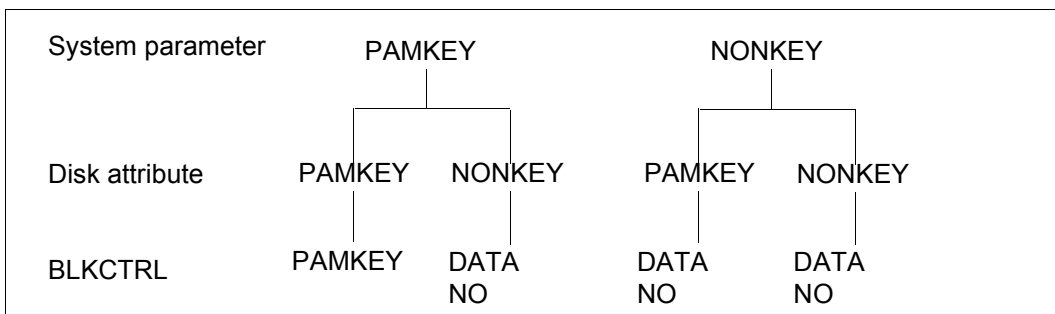 System parameter PAMKEY NONKEY
Disk attribute PAMKEY NONKEY PAMKEY NONKEY
BLKCTRL PAMKEY DATA DATA DATA
NO NO NO